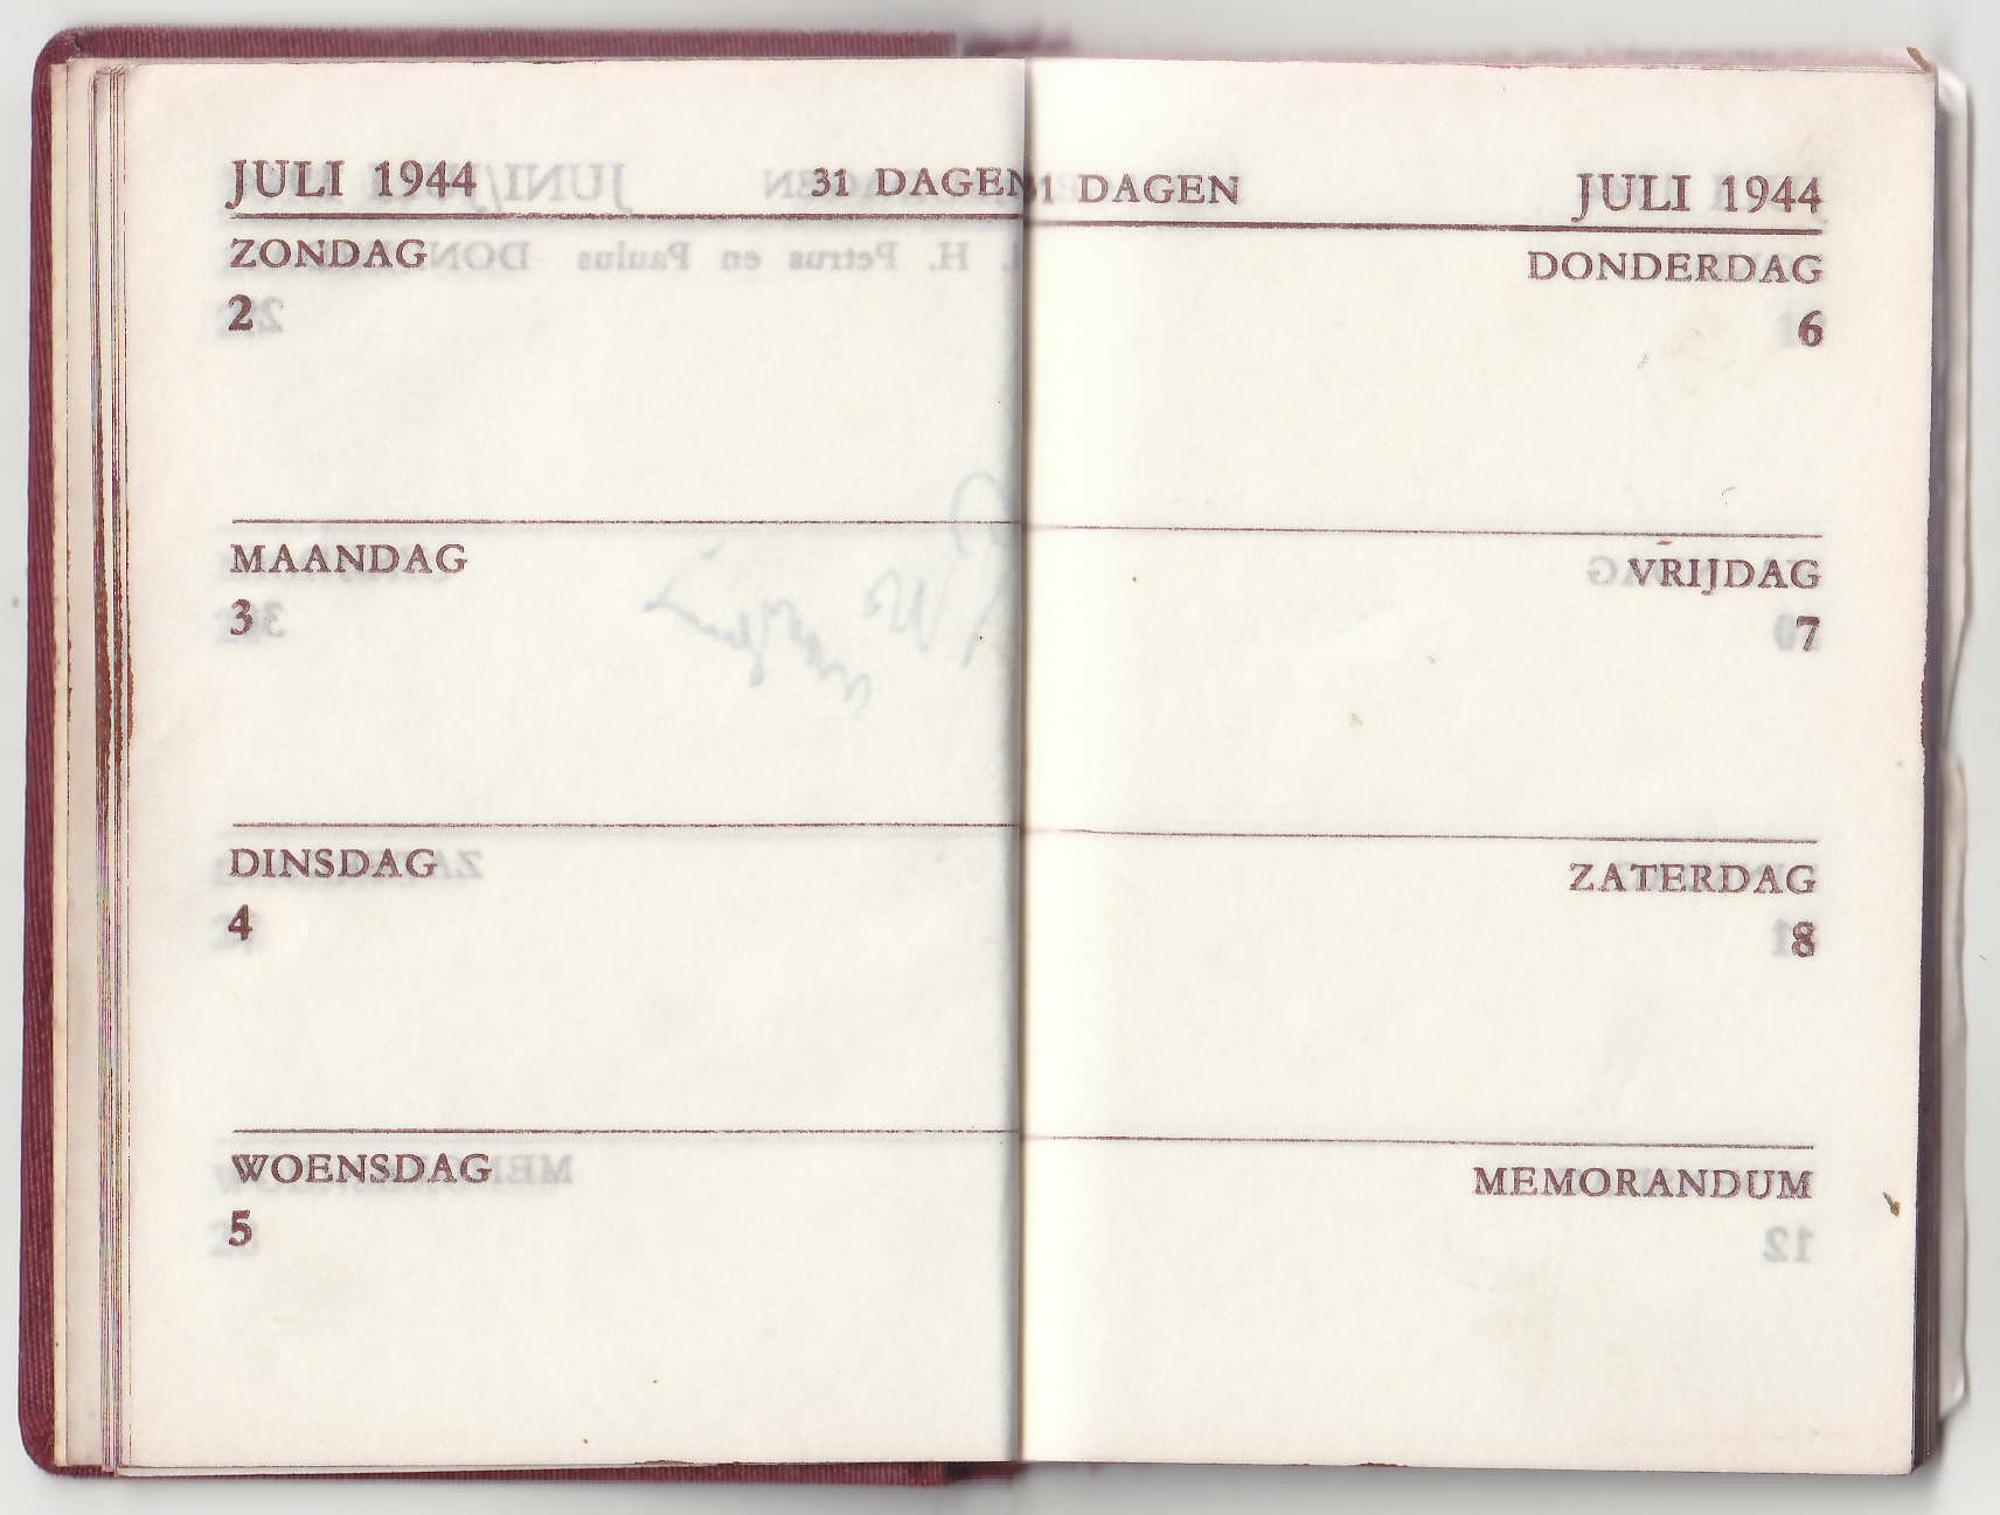 JULI 1944 31 DAGEN
ZONDAG
2
MAANDAG
3
DINSDAG
4
WOENSDAG
5
1 DAGEN JULI 1944
DONDERDAG
6
VRIJDAG
7
ZATERDAG
8
MEMORANDUM